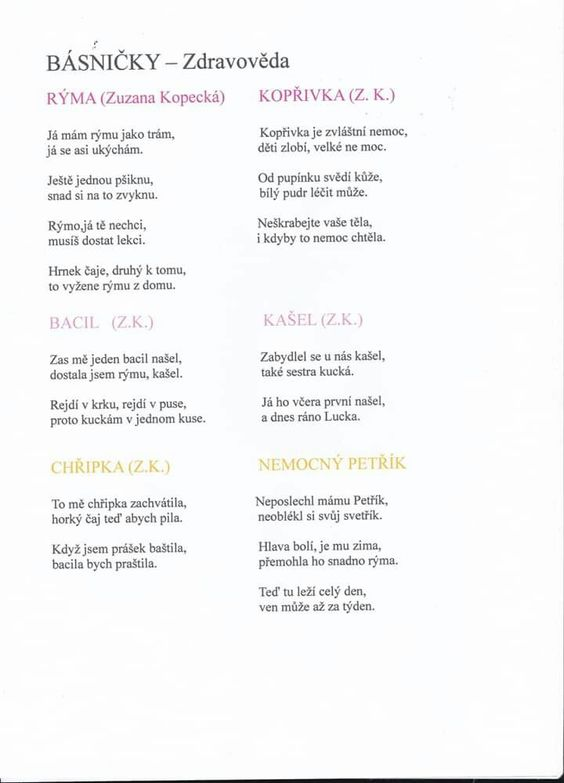 BÁSNIČKY – Zdravověda
RÝMA (Zuzana Kopecká)
Já mám rýmu jako trám,
já se asi ukýchám.
Ještě jednou pšiknu,
snad si na to zvyknu.
Rýmo,já tě nechci,
musíš dostat lekci.
Hrnek čaje, druhý k tomu,
to vyžene rýmu z domu.
KOPŘIVKA (Z. K.)
Kopřivka je zvláštní nemoc,
děti zlobí, velké ne moc.
Od pupínku svědí kůže,
bílý pudr léčit může.
Neškrabejte vaše těla,
i kdyby to nemoc chtěla.
BACIL (Z.K.)
Zas mě jeden bacil našel,
dostala jsem rýmu, kašel.
Rejdí v krku, rejdí v puse,
proto kuckám v jednom kuse.
KAŠEL (Z.K.)
Zabydlel se u nás kašel,
také sestra kucká.
Já ho včera první našel,
a dnes ráno Lucka.
CHŘIPKA (Z.K.)
To mě chřipka zachvátila,
horký čaj teď abych pila.
Když jsem prášek baštila,
bacila bych praštila.
NEMOCNÝ PETŘÍK
Neposlechl mámu Petřík,
neoblékl si svůj svetřík.
Hlava bolí, je mu zima,
přemohla ho snadno rýma.
Teď tu leží celý den,
ven může až za týden.